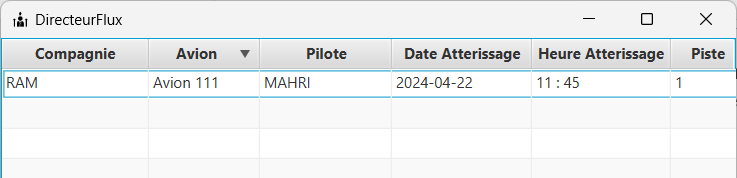 DirecteurFlux
Compagnie Avion Pilote Date Atterissage Heure Atterissage Piste
RAM Avion 111 MAHRI 2024-04-22 11 : 45 1